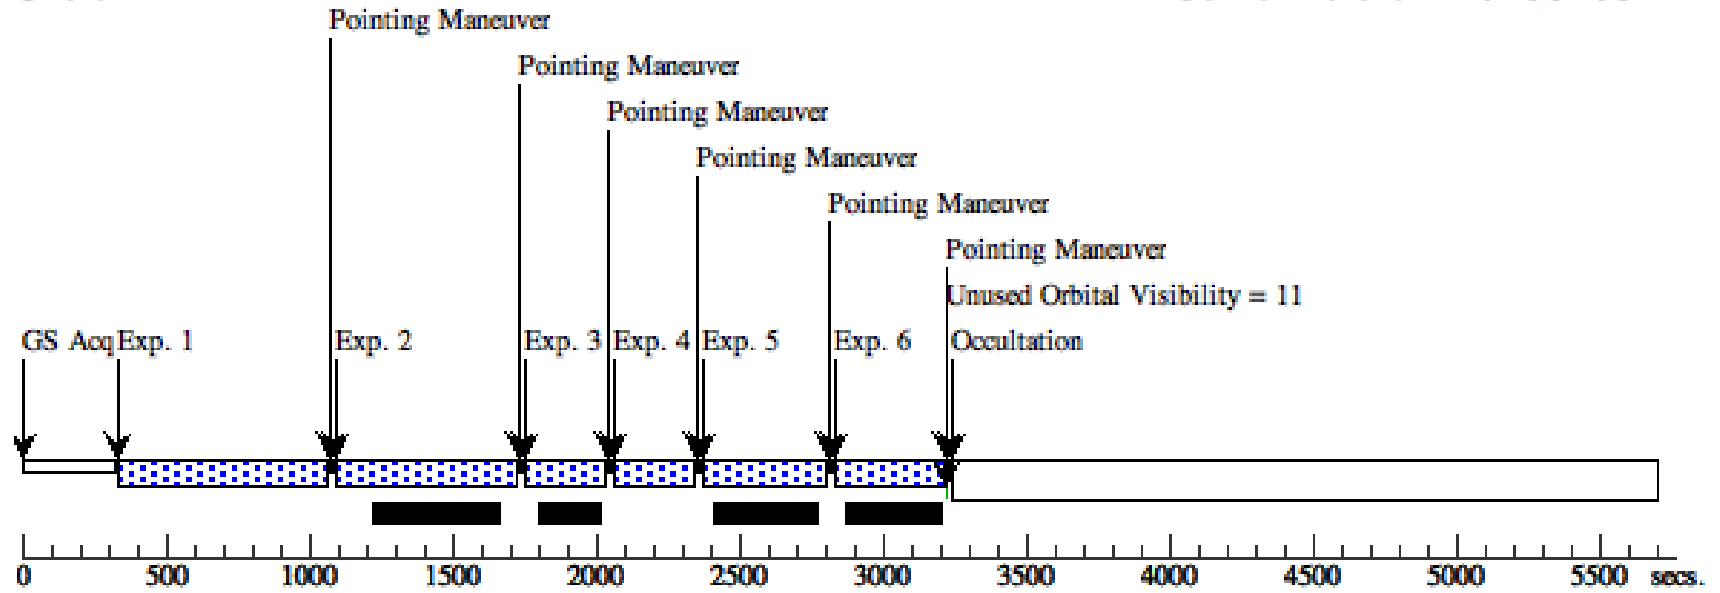 Pointing Maneuver
Pointing Maneuver
Pointing Maneuver
Pointing Maneuver
Pointing Maneuver
Pointing Maneuver
Unused Orbital Visibility = 11
GS Acq Exp. 1 Exp. 2 Exp. 3 Exp. 4 Exp. 5 Exp. 6 Occultation
0 500 1000 1500 2000 2500 3000 3500 4000 4500 5000 5500 secs.